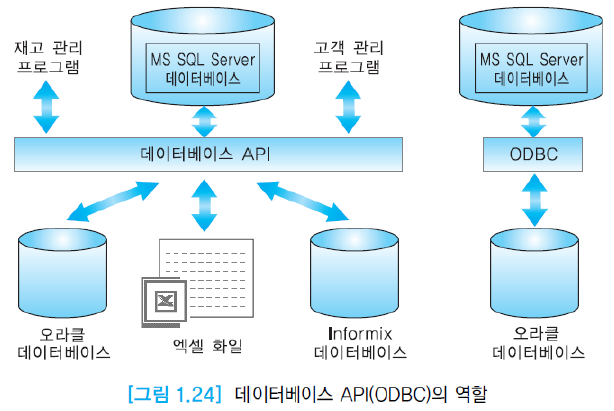 재고 관리
프로그램
MS SQL Server
데이터베이스
고객 관리
프로그램
MS SQL Server
데이터베이스
데이터베이스 API
ODBC
오라클
데이터베이스
엑셀 화일
Informix
데이터베이스
오라클
데이터베이스
[그림 1.24] 데이터베이스 API(ODBC)의 역할